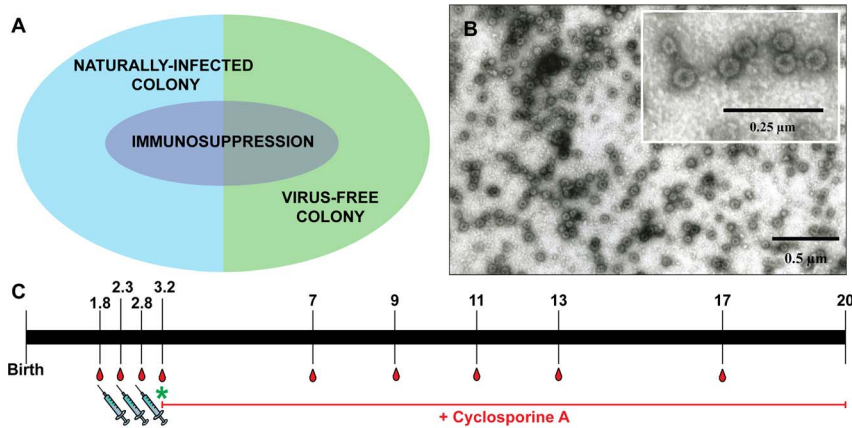 A
NATURALLY-INFECTED
COLONY
IMMUNOSUPPRESSION
VIRUS-FREE
COLONY
B
0.25 µm
0.5 µm
C
1.8
2.3
2.8
3.2
7
9
11
13
17
20
Birth
*
+ Cyclosporine A